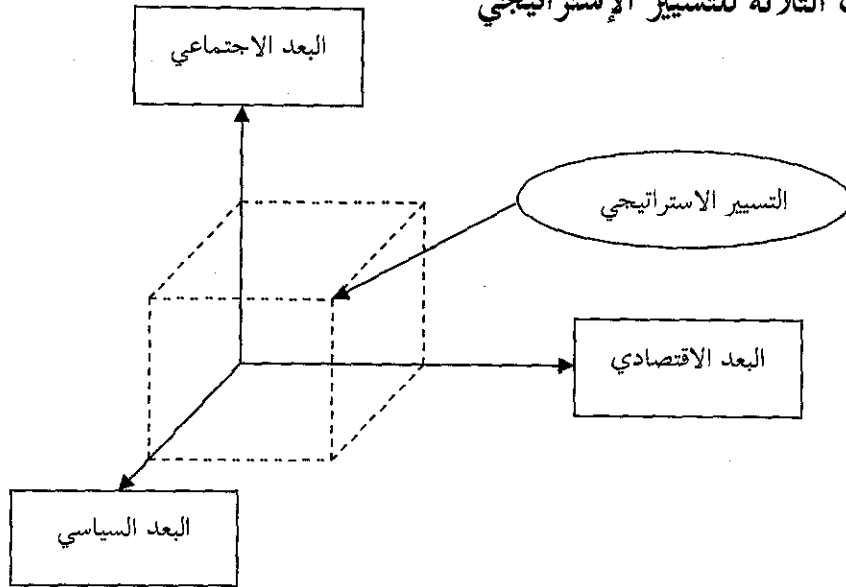 الثلاثة للتسيير الإستراتيجي
البعد الاجتماعي
التسيير الاستراتيجي
البعد الاقتصادي
البعد السياسي